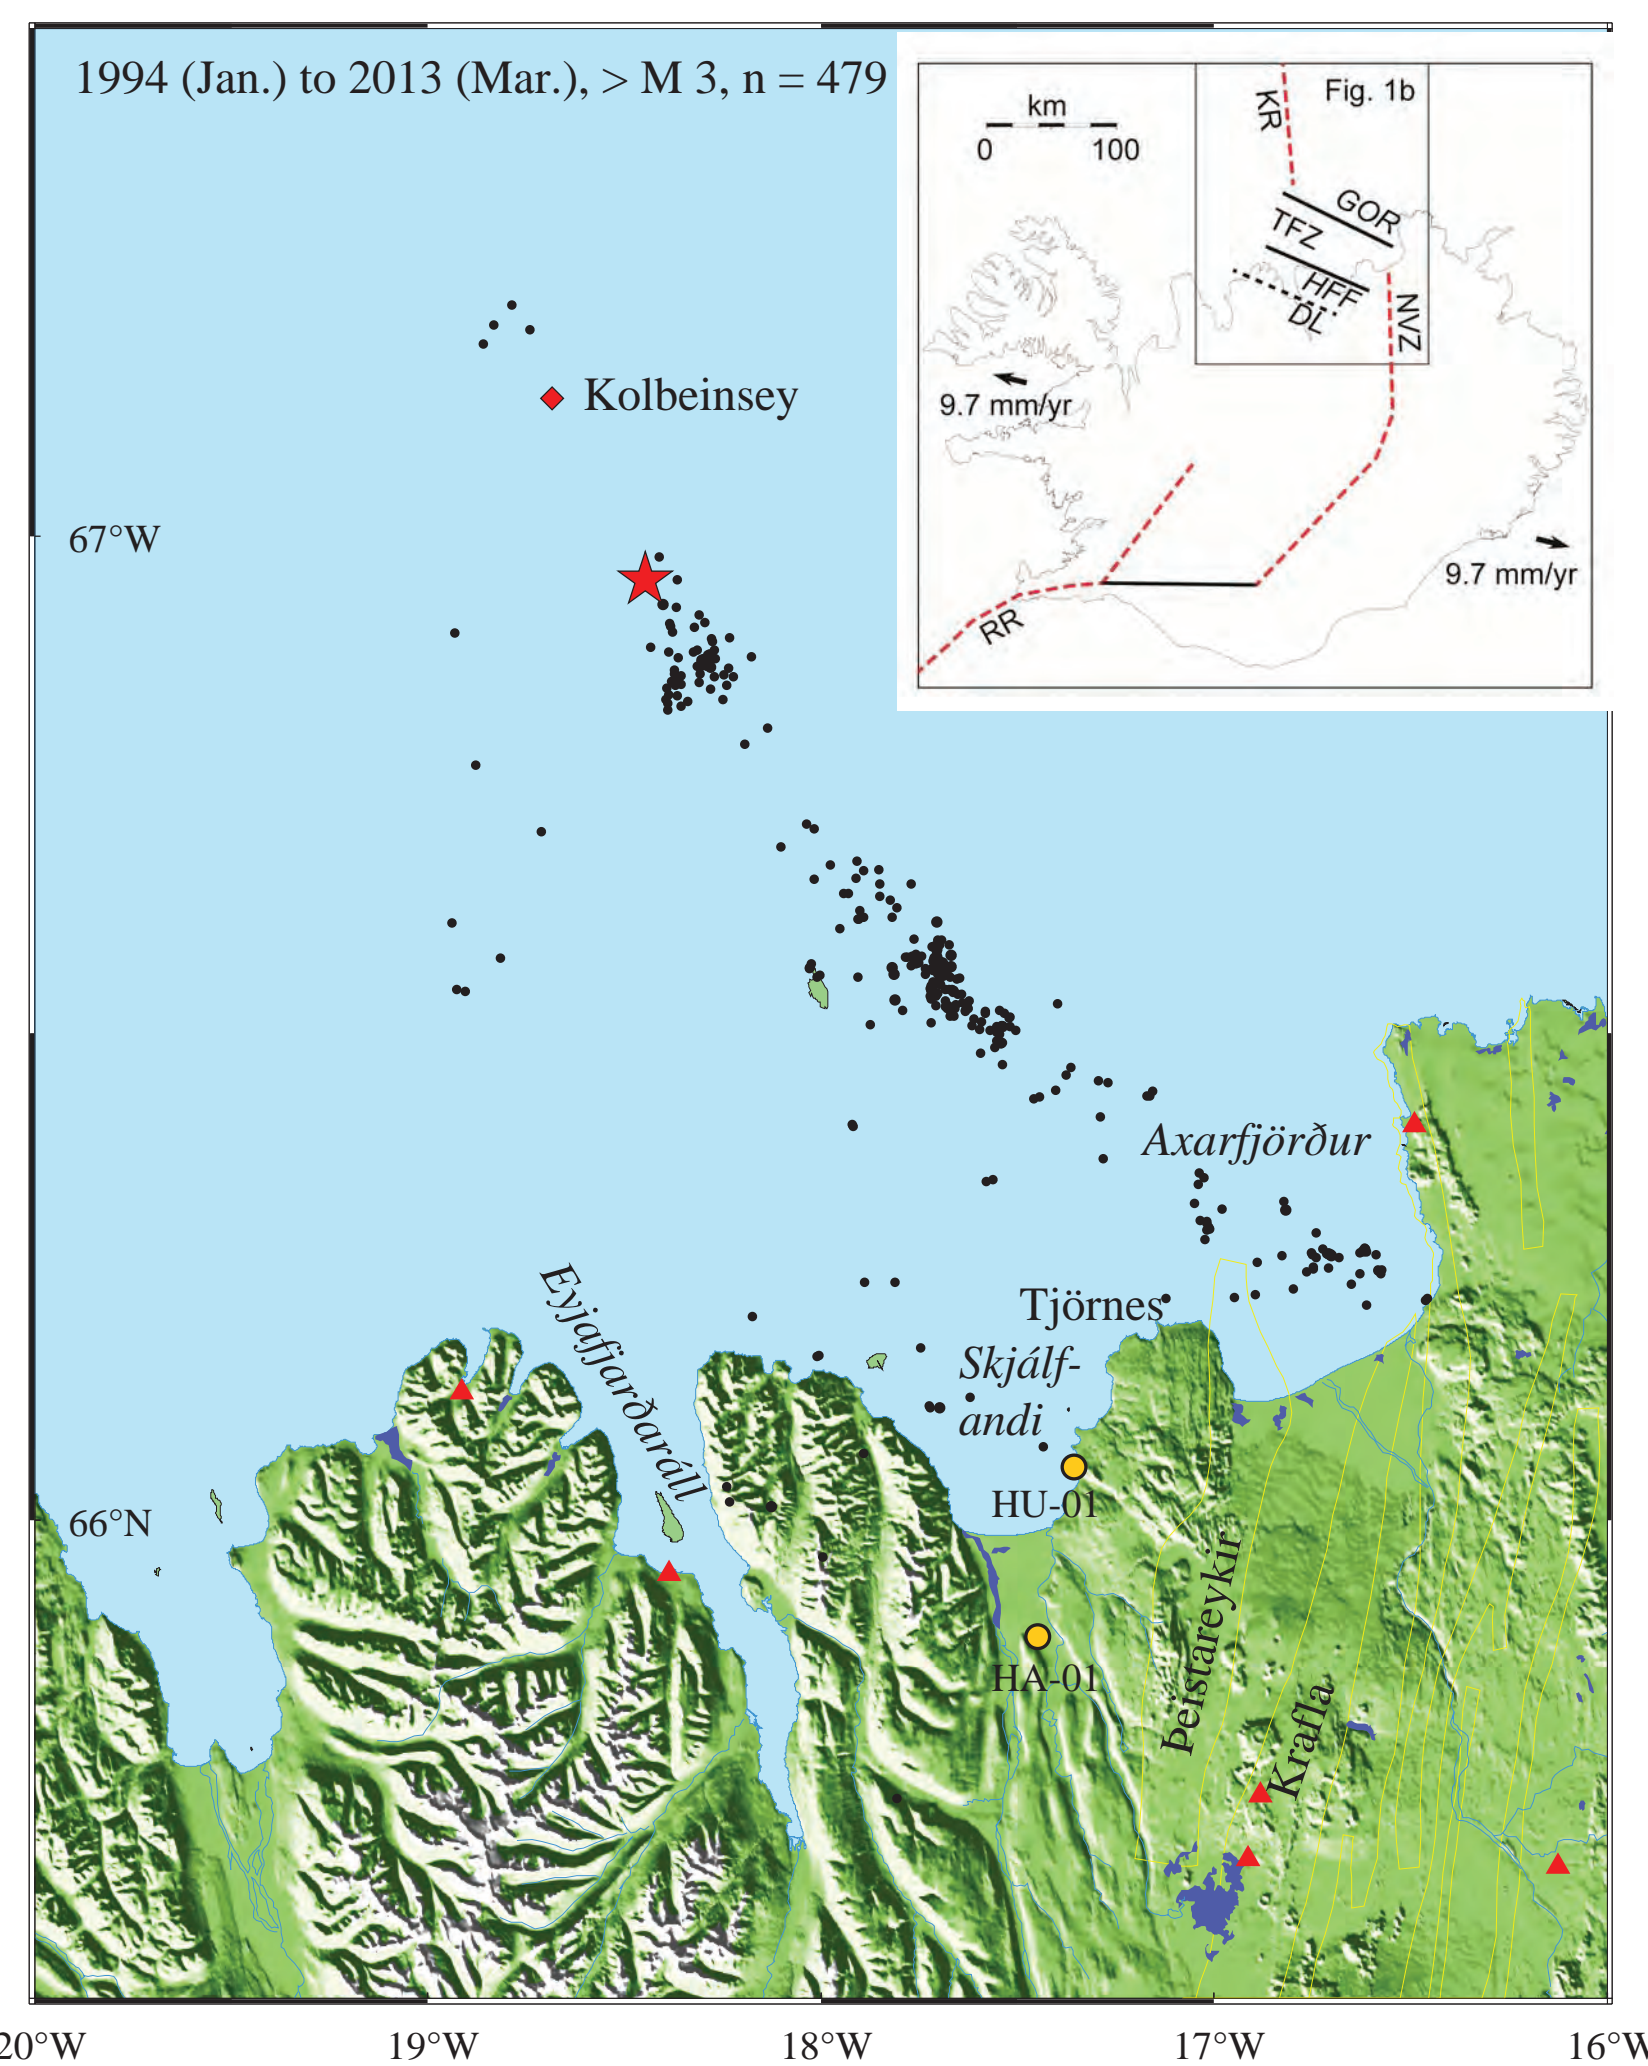 1994 (Jan.) to 2013 (Mar.), > M 3, n = 479
Fig. 1b
km
0 100
KR
GOR
TFZ
HFF
DL
NVZ
9.7 mm/yr
9.7 mm/yr
RR
Kolbeinsey
67°W
Axarfjörður
Tjörnes
Skjálf-
andi
Eyjafjarðaráll
HU-01
66°N
HA-01
Þeistareykir
Krafla
20°W 19°W 18°W 17°W 16°W